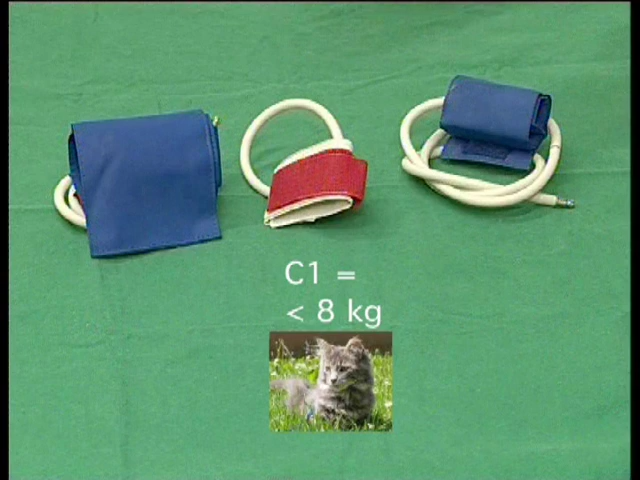 C1 =
< 8 kg